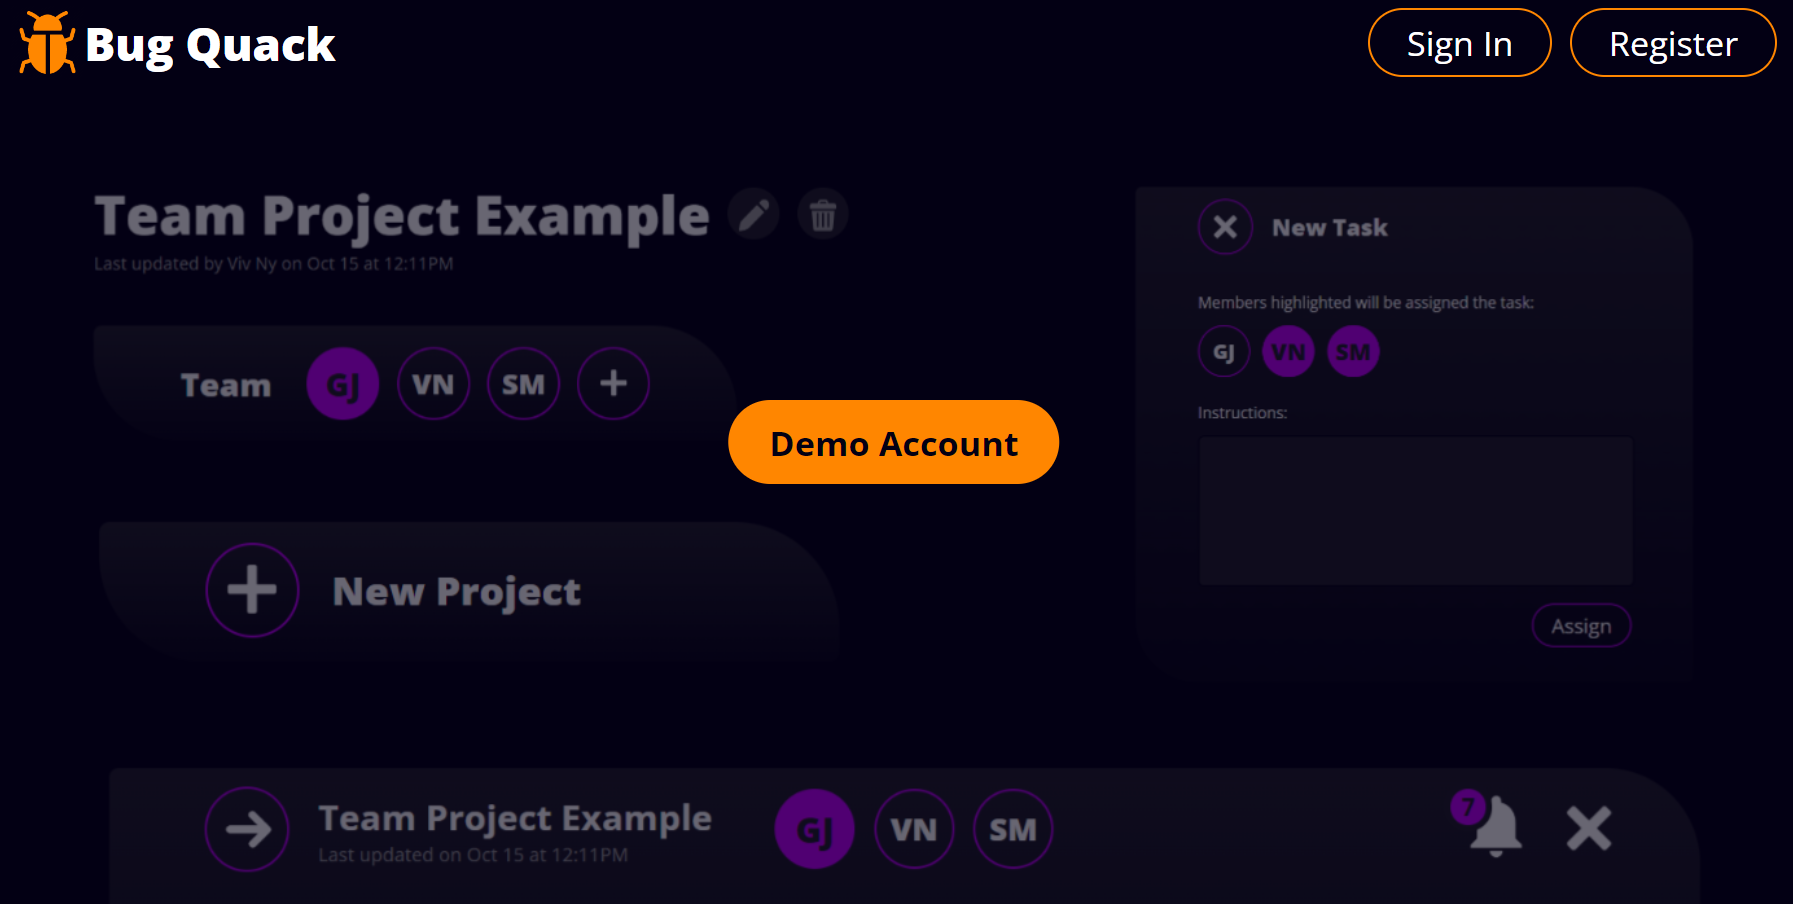 Bug Quack
Sign In
Register
Team Project Example
Last updated by Viv Ny on Oct 15 at 12:11PM
Team
GJ
VN
SM
New Project
New Task
Members highlighted will be assigned the task:
GJ
VN
SM
Instructions:
Assign
Demo Account
Team Project Example
Last updated on Oct 15 at 12:11PM
GJ
VN
SM
7